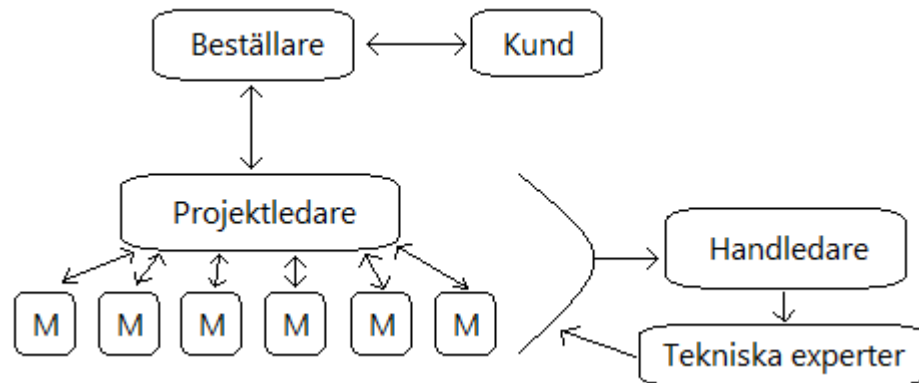 Beställare
Kund
Projektledare
Handledare
M
M
M
M
M
M
Tekniska experter